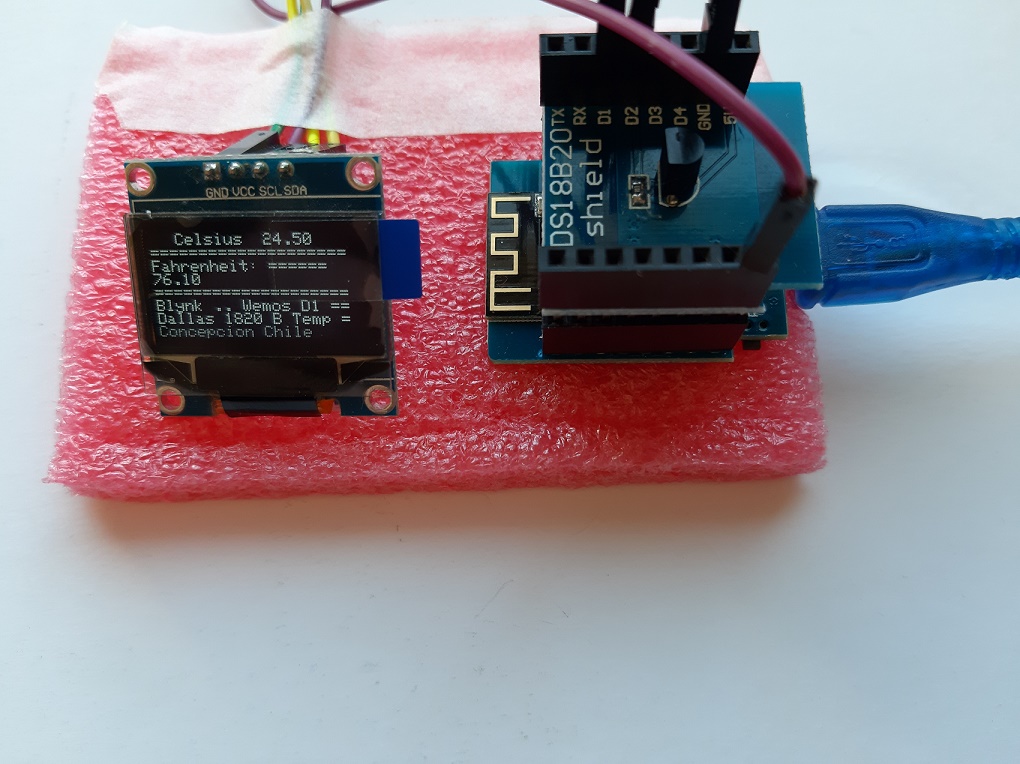 GND VCC SCL SDA
Celsius 24.50
=================
Fahrenheit: ======
76.10
=================
Blynk .. Wemos D1 ==
Dallas 1820 B Temp =
Concepcion Chile
TX
RX
D1
D2
D3
D4
GND
DS18B20
shield